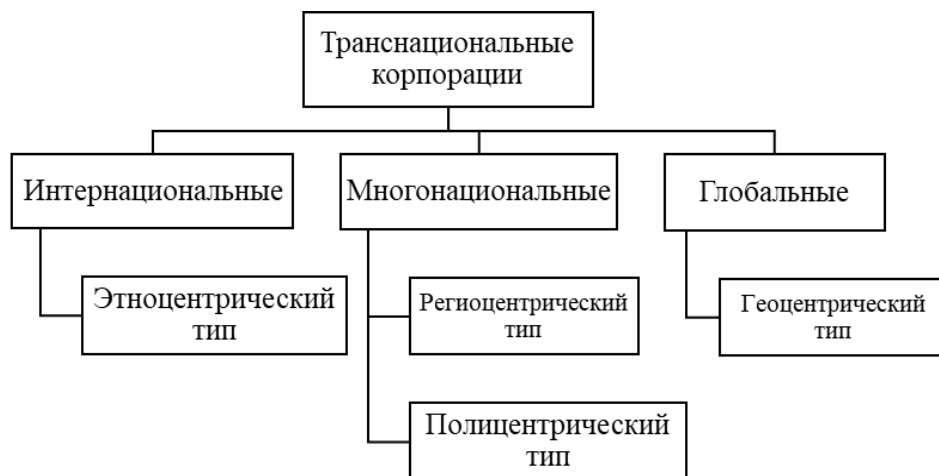 Транснациональные
корпорации
Интернациональные
Многонациональные
Глобальные
Этноцентрический
тип
Региоцентрический
тип
Геоцентрический
тип
Полицентрический
тип